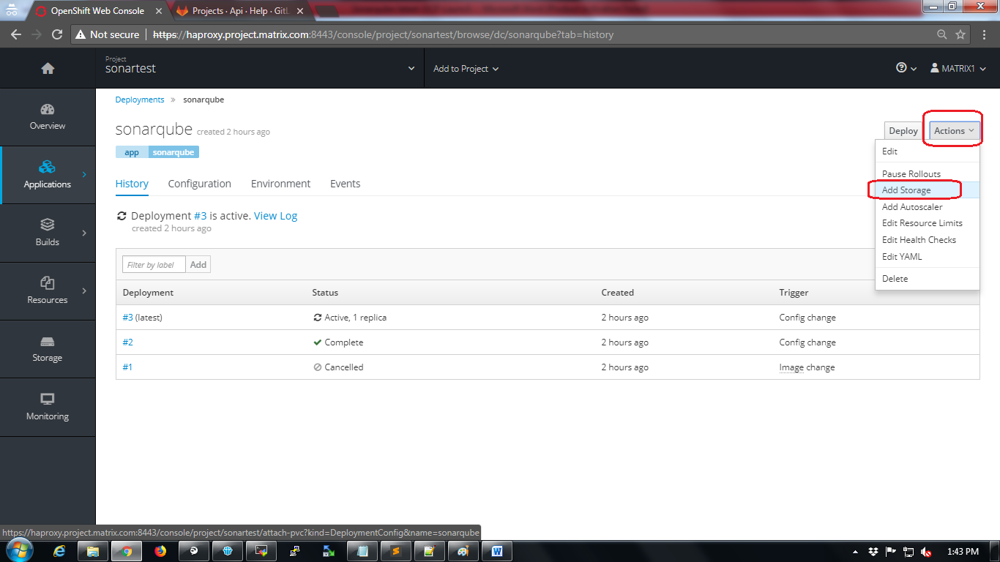 OpenShift Web Console
Projects · Api · Help · GitL
Not secure
https://haproxy.project.matrix.com:8443/console/project/sonartest/browse/dc/sonarqube?tab=history
Project
sonartest
Add to Project
MATRIX1
Overview
Applications
Builds
Resources
Storage
Monitoring
Deployments » sonarqube
sonarqube created 2 hours ago
app sonarqube
Deploy
Actions
Edit
Pause Rollouts
Add Storage
Add Autoscaler
Edit Resource Limits
Edit Health Checks
Edit YAML
Delete
History Configuration Environment Events
Deployment #3 is active. View Log
created 2 hours ago
Filter by label Add
Deployment Status Created Trigger
#3 (latest) Active, 1 replica 2 hours ago Config change
#2 Complete 2 hours ago Config change
#1 Cancelled 2 hours ago Image change
https://haproxy.project.matrix.com:8443/console/project/sonartest/attach-pvc?kind=DeploymentConfig&name=sonarqube
1:43 PM